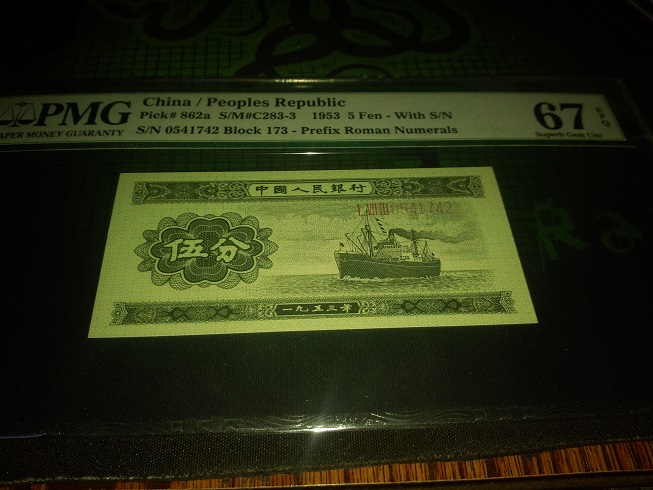 PMG
PAPER MONEY GUARANTY
China / Peoples Republic
Pick# 862a S/M#C283-3 1953 5 Fen - With S/N
S/N 0541742 Block 173 - Prefix Roman Numerals
67 EPQ
Superb Gem Unc
中國人民銀行
0541742
伍分
一九五三年